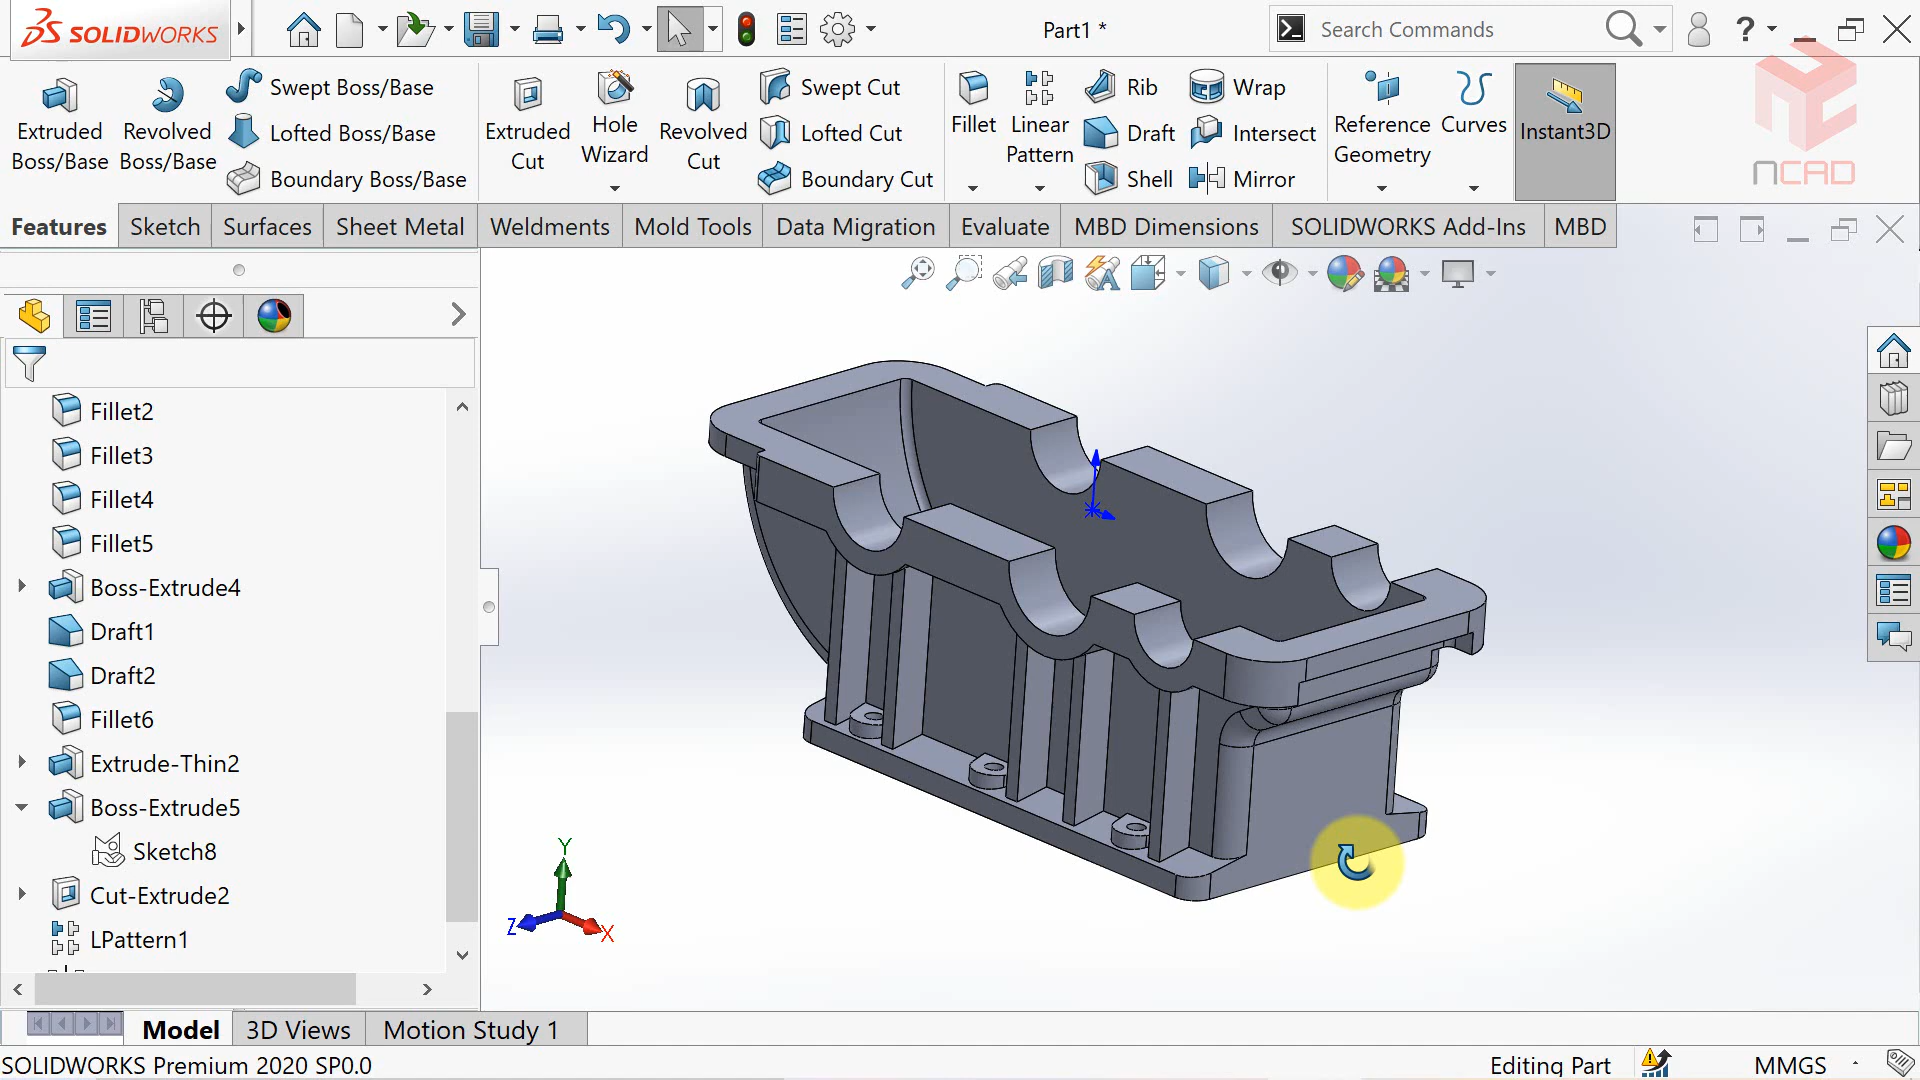 SOLIDWORKS
Part1 *
Search Commands
?
Extruded Boss/Base
Revolved Boss/Base
Swept Boss/Base
Lofted Boss/Base
Boundary Boss/Base
Extruded Cut
Hole Wizard
Revolved Cut
Swept Cut
Lofted Cut
Boundary Cut
Fillet
Linear Pattern
Rib
Draft
Shell
Wrap
Intersect
Mirror
Reference Geometry
Curves
Instant3D
NCAD
Features
Sketch
Surfaces
Sheet Metal
Weldments
Mold Tools
Data Migration
Evaluate
MBD Dimensions
SOLIDWORKS Add-Ins
MBD
Fillet2
Fillet3
Fillet4
Fillet5
Boss-Extrude4
Draft1
Draft2
Fillet6
Extrude-Thin2
Boss-Extrude5
Sketch8
Cut-Extrude2
LPattern1
Y
Z
X
Model
3D Views
Motion Study 1
SOLIDWORKS Premium 2020 SP0.0
Editing Part
MMGS